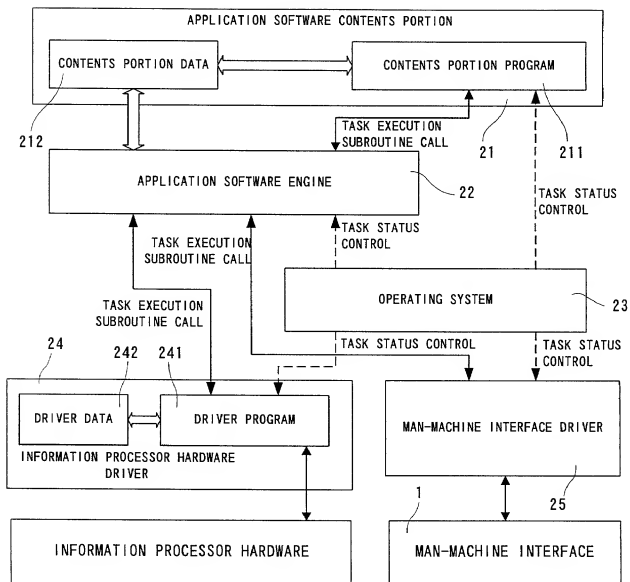 APPLICATION SOFTWARE CONTENTS PORTION
CONTENTS PORTION DATA
CONTENTS PORTION PROGRAM
212
TASK EXECUTION
SUBROUTINE CALL
21
211
APPLICATION SOFTWARE ENGINE
22
TASK STATUS
CONTROL
TASK EXECUTION
SUBROUTINE CALL
TASK STATUS
CONTROL
OPERATING SYSTEM
23
TASK EXECUTION
SUBROUTINE CALL
TASK STATUS CONTROL
TASK STATUS
CONTROL
24
242
241
DRIVER DATA
DRIVER PROGRAM
INFORMATION PROCESSOR HARDWARE
DRIVER
MAN-MACHINE INTERFACE DRIVER
25
1
INFORMATION PROCESSOR HARDWARE
MAN-MACHINE INTERFACE